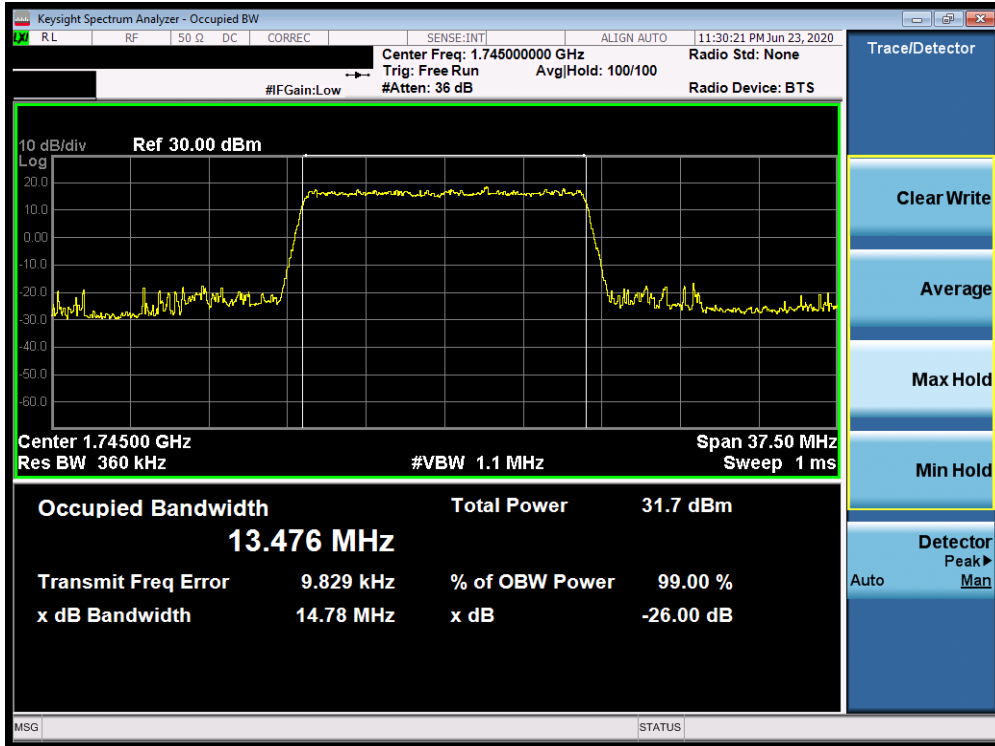 Keysight Spectrum Analyzer - Occupied BW
LXI RL RF 50 Ω DC CORREC SENSE:INT ALIGN AUTO 11:30:21 PM Jun 23, 2020
Center Freq: 1.745000000 GHz Radio Std: None
Trig: Free Run Avg|Hold: 100/100
#IFGain:Low #Atten: 36 dB Radio Device: BTS
Trace/Detector
10 dB/div Ref 30.00 dBm
Log
20.0
10.0
0.00
-10.0
-20.0
-30.0
-40.0
-50.0
-60.0
Center 1.74500 GHz Span 37.50 MHz
Res BW 360 kHz #VBW 1.1 MHz Sweep 1 ms
Occupied Bandwidth Total Power 31.7 dBm
13.476 MHz
Transmit Freq Error 9.829 kHz % of OBW Power 99.00 %
x dB Bandwidth 14.78 MHz x dB -26.00 dB
Clear Write
Average
Max Hold
Min Hold
Detector
Peak▶
Auto Man
MSG STATUS